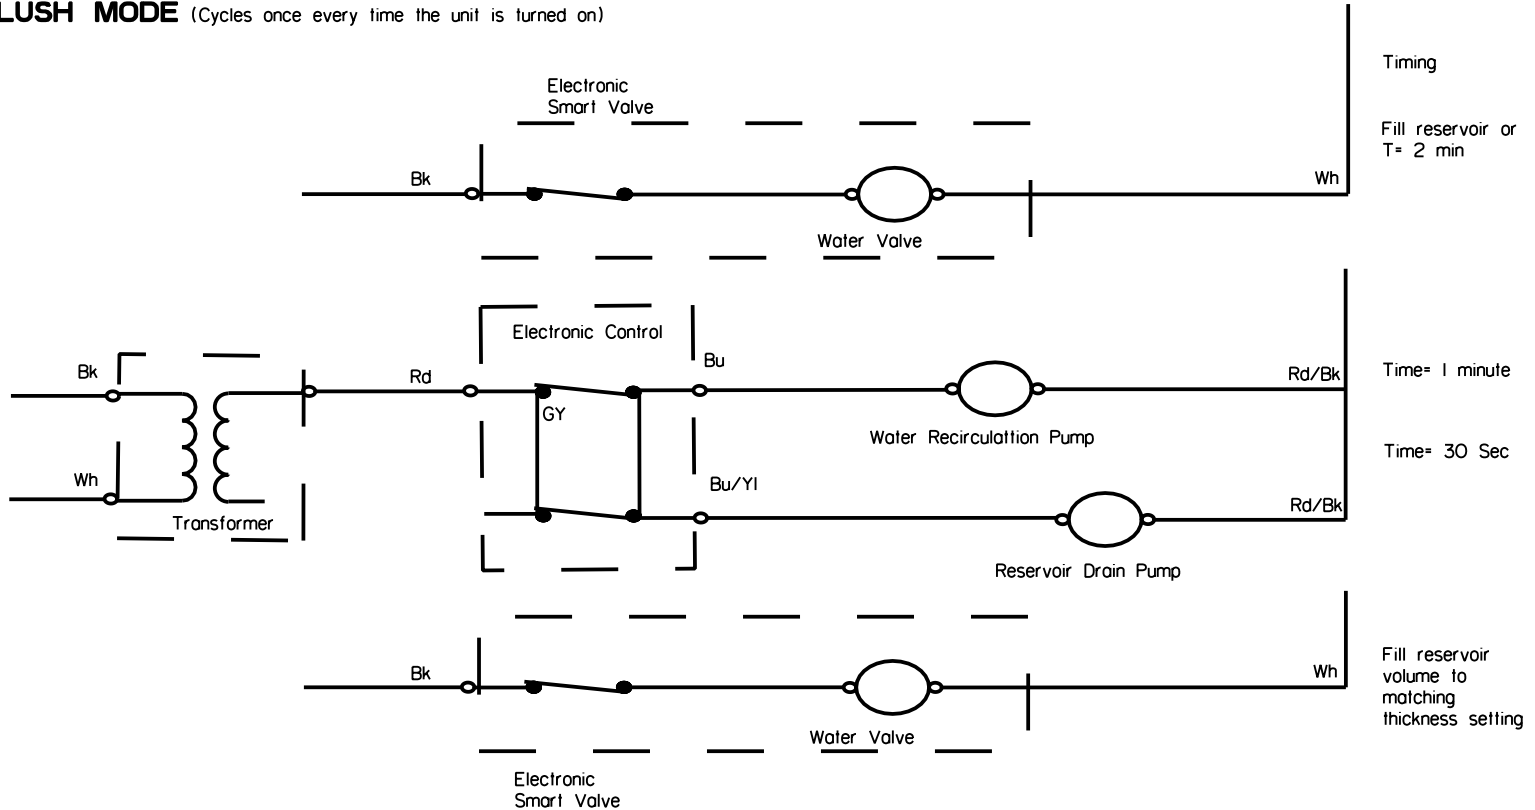 LUSH MODE (Cycles once every time the unit is turned on)
Timing
Electronic
Smart Valve
Fill reservoir or
T= 2 min
Bk
Wh
Water Valve
Electronic Control
Bu
Bk
Rd
Rd/Bk
Time= 1 minute
GY
Water Recirculattion Pump
Time= 30 Sec
Wh
Bu/Yl
Rd/Bk
Transformer
Reservoir Drain Pump
Bk
Wh
Fill reservoir
volume to
matching
thickness setting
Water Valve
Electronic
Smart Valve